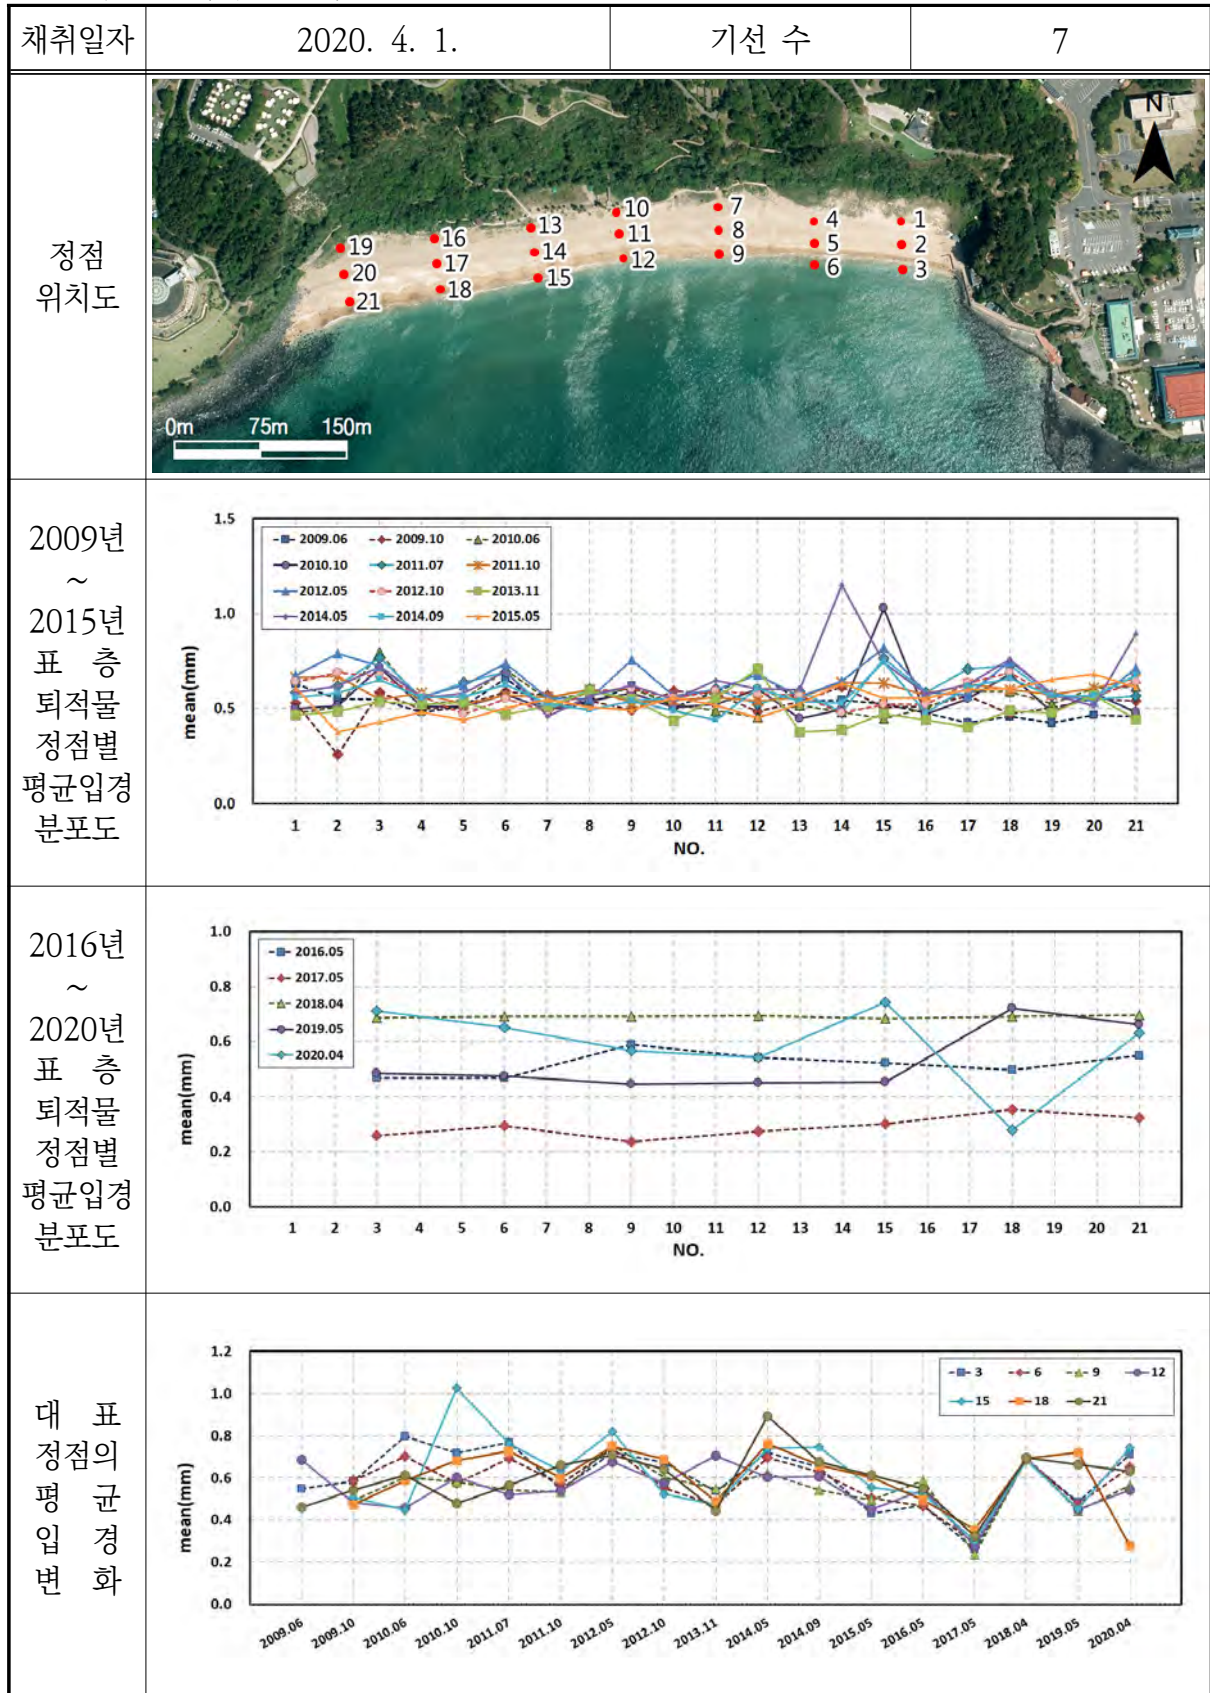 채취일자 2020. 4. 1. 기선 수 7
정점
위치도
N
1
2
3
4
5
6
7
8
9
10
11
12
13
14
15
16
17
18
19
20
21
0m 75m 150m
2009년
~
2015년
표 층
퇴적물
정점별
평균입경
분포도
mean(mm)
1.5
1.0
0.5
0.0
2009.06 2009.10 2010.06
2010.10 2011.07 2011.10
2012.05 2012.10 2013.11
2014.05 2014.09 2015.05
1 2 3 4 5 6 7 8 9 10 11 12 13 14 15 16 17 18 19 20 21
NO.
2016년
~
2020년
표 층
퇴적물
정점별
평균입경
분포도
mean(mm)
1.0
0.8
0.6
0.4
0.2
0.0
2016.05
2017.05
2018.04
2019.05
2020.04
1 2 3 4 5 6 7 8 9 10 11 12 13 14 15 16 17 18 19 20 21
NO.
대 표
정점의
평 균
입 경
변 화
mean(mm)
1.2
1.0
0.8
0.6
0.4
0.2
0.0
3 6 9 12
15 18 21
2009.06 2009.10 2010.06 2010.10 2011.07 2011.10 2012.05 2012.10 2013.11 2014.05 2014.09 2015.05 2016.05 2017.05 2018.04 2019.05 2020.04